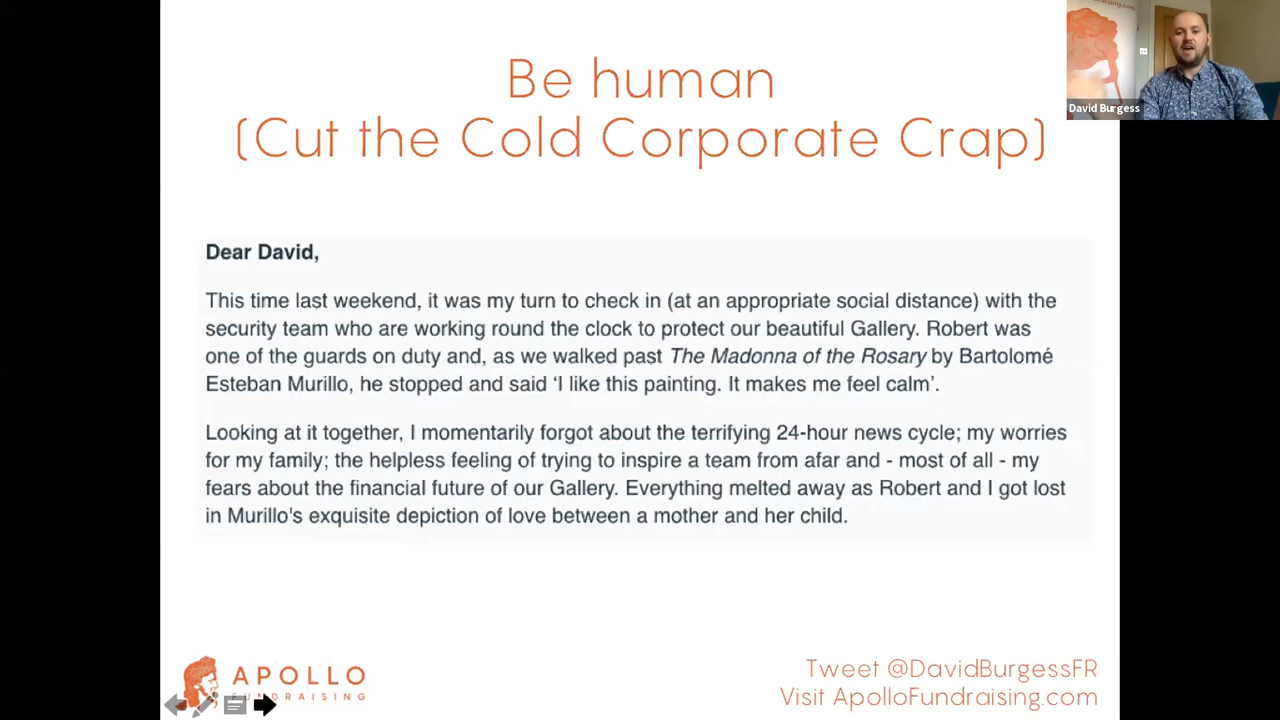 Be human
(Cut the Cold Corporate Crap)
David Burgess
Dear David,
This time last weekend, it was my turn to check in (at an appropriate social distance) with the
security team who are working round the clock to protect our beautiful Gallery. Robert was
one of the guards on duty and, as we walked past The Madonna of the Rosary by Bartolomé
Esteban Murillo, he stopped and said ‘I like this painting. It makes me feel calm’.
Looking at it together, I momentarily forgot about the terrifying 24-hour news cycle; my worries
for my family; the helpless feeling of trying to inspire a team from afar and - most of all - my
fears about the financial future of our Gallery. Everything melted away as Robert and I got lost
in Murillo's exquisite depiction of love between a mother and her child.
APOLLO
FUNDRAISING
Tweet @DavidBurgessFR
Visit ApolloFundraising.com